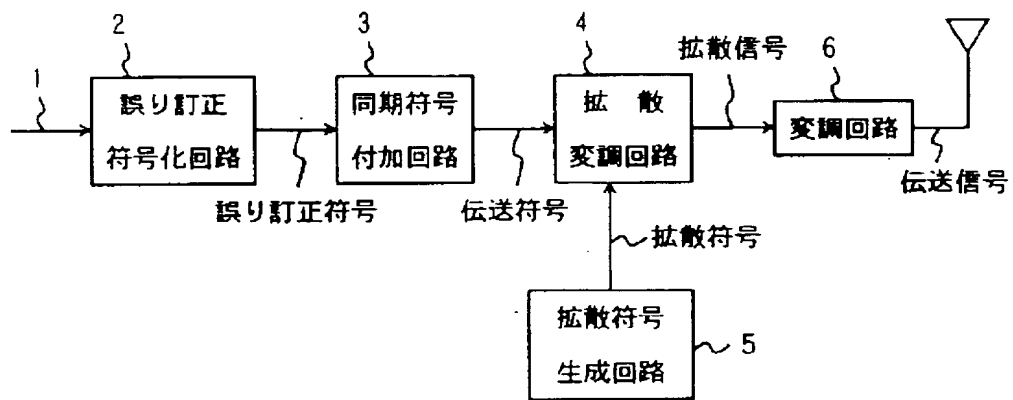 1
2
誤り訂正
符号化回路
誤り訂正符号
3
同期符号
付加回路
伝送符号
4
拡 散
変調回路
拡散信号
6
変調回路
伝送信号
拡散符号
拡散符号
生成回路
5